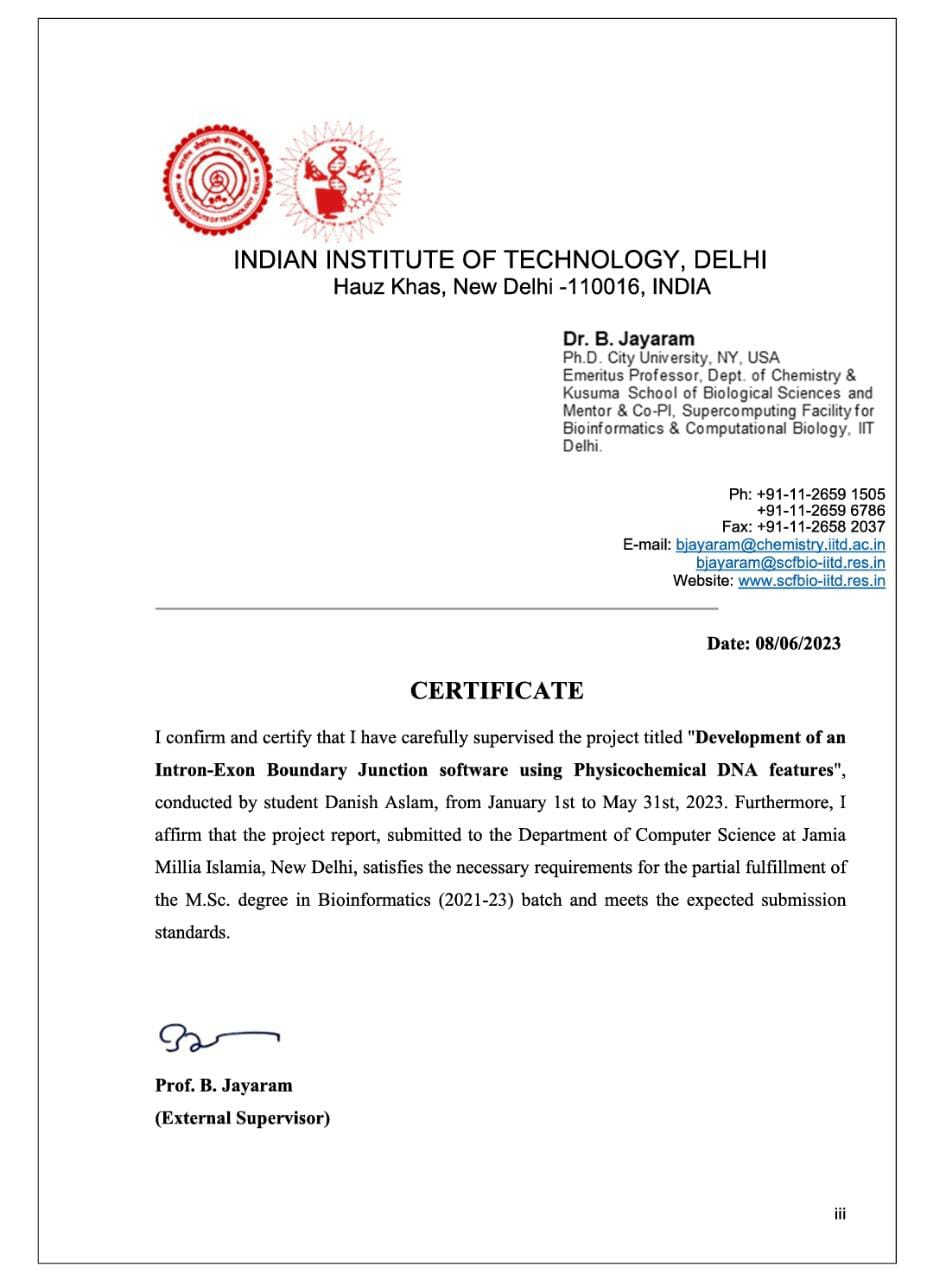 INDIAN INSTITUTE OF TECHNOLOGY DELHI
INDIAN INSTITUTE OF TECHNOLOGY, DELHI
Hauz Khas, New Delhi -110016, INDIA
Dr. B. Jayaram
Ph.D. City University, NY, USA
Emeritus Professor, Dept. of Chemistry &
Kusuma School of Biological Sciences and
Mentor & Co-PI, Supercomputing Facility for
Bioinformatics & Computational Biology, IIT
Delhi.
Ph: +91-11-2659 1505
+91-11-2659 6786
Fax: +91-11-2658 2037
E-mail: bjayaram@chemistry.iitd.ac.in
bjayaram@scfbio-iitd.res.in
Website: www.scfbio-iitd.res.in
Date: 08/06/2023
CERTIFICATE
I confirm and certify that I have carefully supervised the project titled "Development of an
Intron-Exon Boundary Junction software using Physicochemical DNA features",
conducted by student Danish Aslam, from January 1st to May 31st, 2023. Furthermore, I
affirm that the project report, submitted to the Department of Computer Science at Jamia
Millia Islamia, New Delhi, satisfies the necessary requirements for the partial fulfillment of
the M.Sc. degree in Bioinformatics (2021-23) batch and meets the expected submission
standards.
Prof. B. Jayaram
(External Supervisor)
iii